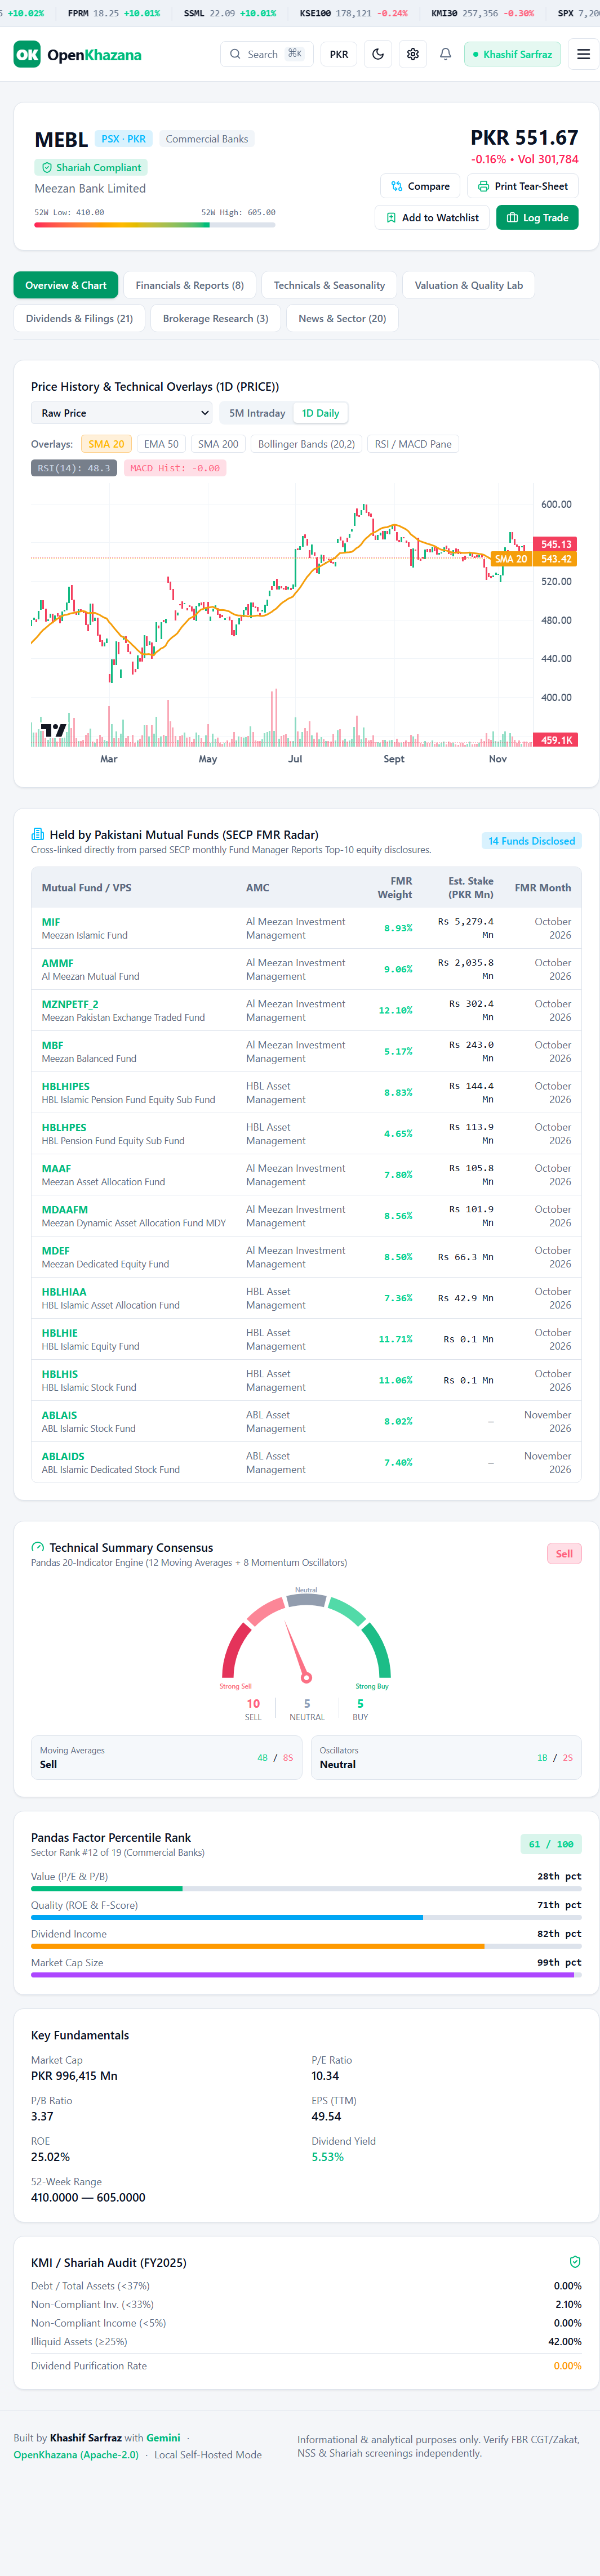 +10.02% FPRM 18.25 +10.01% SSML 22.09 +10.01% KSE100 178,121 -0.24% KMI30 257,356 -0.30% SPX 7,20
OK OpenKhazana Search ⌘K PKR Khashif Sarfraz
MEBL PSX · PKR Commercial Banks
PKR 551.67
Shariah Compliant
-0.16% • Vol 301,784
Meezan Bank Limited
Compare Print Tear-Sheet
52W Low: 410.00 52W High: 605.00
Add to Watchlist Log Trade
Overview & Chart Financials & Reports (8) Technicals & Seasonality Valuation & Quality Lab
Dividends & Filings (21) Brokerage Research (3) News & Sector (20)
Price History & Technical Overlays (1D (PRICE))
Raw Price 5M Intraday 1D Daily
Overlays: SMA 20 EMA 50 SMA 200 Bollinger Bands (20,2) RSI / MACD Pane
RSI(14): 48.3 MACD Hist: -0.00
600.00
545.13
SMA 20 543.42
520.00
480.00
440.00
400.00
459.1K
Mar May Jul Sept Nov
Held by Pakistani Mutual Funds (SECP FMR Radar)
14 Funds Disclosed
Cross-linked directly from parsed SECP monthly Fund Manager Reports Top-10 equity disclosures.
Mutual Fund / VPS AMC FMR Weight Est. Stake (PKR Mn) FMR Month
MIF Meezan Islamic Fund Al Meezan Investment Management 8.93% Rs 5,279.4 Mn October 2026
AMMF Al Meezan Mutual Fund Al Meezan Investment Management 9.06% Rs 2,035.8 Mn October 2026
MZNPETF_2 Meezan Pakistan Exchange Traded Fund Al Meezan Investment Management 12.10% Rs 302.4 Mn October 2026
MBF Meezan Balanced Fund Al Meezan Investment Management 5.17% Rs 243.0 Mn October 2026
HBLHIPES HBL Islamic Pension Fund Equity Sub Fund HBL Asset Management 8.83% Rs 144.4 Mn October 2026
HBLHPES HBL Pension Fund Equity Sub Fund HBL Asset Management 4.65% Rs 113.9 Mn October 2026
MAAF Meezan Asset Allocation Fund Al Meezan Investment Management 7.80% Rs 105.8 Mn October 2026
MDAAFM Meezan Dynamic Asset Allocation Fund MDY Al Meezan Investment Management 8.56% Rs 101.9 Mn October 2026
MDEF Meezan Dedicated Equity Fund Al Meezan Investment Management 8.50% Rs 66.3 Mn October 2026
HBLHIAA HBL Islamic Asset Allocation Fund HBL Asset Management 7.36% Rs 42.9 Mn October 2026
HBLHIE HBL Islamic Equity Fund HBL Asset Management 11.71% Rs 0.1 Mn October 2026
HBLHIS HBL Islamic Stock Fund HBL Asset Management 11.06% Rs 0.1 Mn October 2026
ABLAIS ABL Islamic Stock Fund ABL Asset Management 8.02% — November 2026
ABLAIDS ABL Islamic Dedicated Stock Fund ABL Asset Management 7.40% — November 2026
Technical Summary Consensus
Sell
Pandas 20-Indicator Engine (12 Moving Averages + 8 Momentum Oscillators)
Neutral
Strong Sell Strong Buy
10 5 5
SELL NEUTRAL BUY
Moving Averages Oscillators
Sell 4B / 8S Neutral 1B / 2S
Pandas Factor Percentile Rank
61 / 100
Sector Rank #12 of 19 (Commercial Banks)
Value (P/E & P/B) 28th pct
Quality (ROE & F-Score) 71th pct
Dividend Income 82th pct
Market Cap Size 99th pct
Key Fundamentals
Market Cap P/E Ratio
PKR 996,415 Mn 10.34
P/B Ratio EPS (TTM)
3.37 49.54
ROE Dividend Yield
25.02% 5.53%
52-Week Range
410.0000 — 605.0000
KMI / Shariah Audit (FY2025)
Debt / Total Assets (<37%) 0.00%
Non-Compliant Inv. (<33%) 2.10%
Non-Compliant Income (<5%) 0.00%
Illiquid Assets (≥25%) 42.00%
Dividend Purification Rate 0.00%
Built by Khashif Sarfraz with Gemini ·
OpenKhazana (Apache-2.0) · Local Self-Hosted Mode
Informational & analytical purposes only. Verify FBR CGT/Zakat,
NSS & Shariah screenings independently.